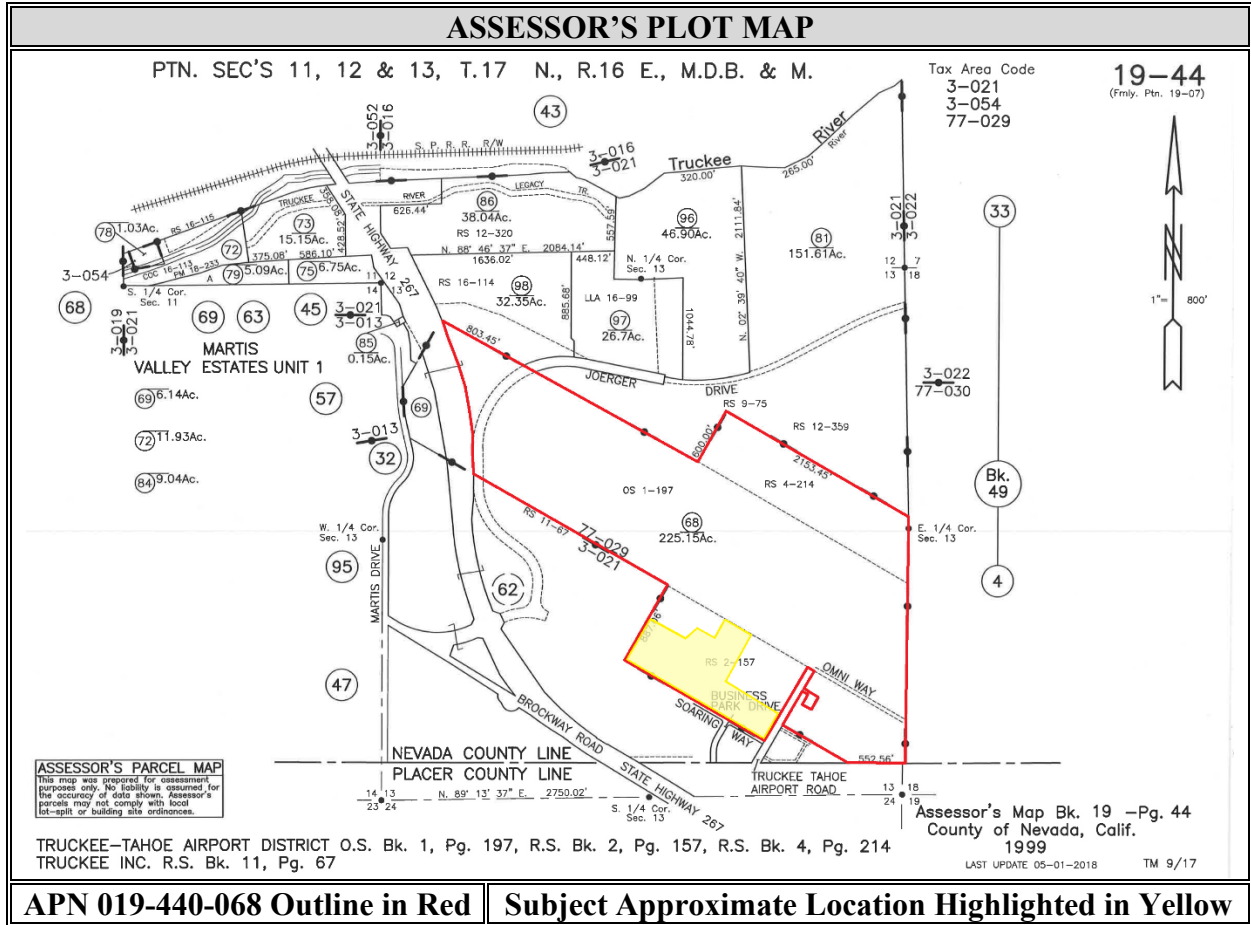 ASSESSOR'S PLOT MAP
PTN. SEC'S 11, 12 & 13, T.17 N., R.16 E., M.D.B. & M.
Tax Area Code
3-021
3-054
77-029
19-44
(Fmly. Ptn. 19-07)
3-052
3-016
43
S. P. R. R. R/W
3-016
3-021
Truckee
River
River
320.00'
265.00'
STATE HIGHWAY 267
358.08'
428.52'
TRUCKEE
RIVER
LEGACY
TR.
626.44'
86
38.04Ac.
RS 12-320
557.59'
96
46.90Ac.
2111.84'
N. 02° 39' 40" W.
81
151.61Ac.
3-021
3-022
33
RS 16-115
78
1.03Ac.
1
73
15.15Ac.
72
375.08'
586.10'
COC 16-113
PM 18-233
79
5.09Ac.
75
6.75Ac.
A
3-054
S. 1/4 Cor.
Sec. 11
11
12
14
13
N. 88° 46' 37" E.
2084.14'
1636.02'
448.12'
N. 1/4 Cor.
Sec. 13
RS 16-114
98
32.35Ac.
885.68'
LLA 16-99
97
26.7Ac.
1044.78'
12
7
13
18
1"= 800'
68
69
63
45
3-021
3-013
3-019
3-021
MARTIS
VALLEY ESTATES UNIT 1
85
0.15Ac.
803.45'
JOERGER
DRIVE
3-022
77-030
69
6.14Ac.
57
69
RS 9-75
RS 12-359
72
11.93Ac.
3-013
32
600.00'
2153.45'
84
9.04Ac.
OS 1-197
RS 4-214
Bk.
49
RS 11-67
68
225.15Ac.
W. 1/4 Cor.
Sec. 13
77-029
3-021
E. 1/4 Cor.
Sec. 13
95
MARTIS DRIVE
62
4
RS 2-157
47
OMNI WAY
BUSINESS
PARK DRIVE
SOARING WAY
BROCKWAY ROAD
STATE HIGHWAY 267
NEVADA COUNTY LINE
PLACER COUNTY LINE
552.56'
TRUCKEE TAHOE
AIRPORT ROAD
ASSESSOR'S PARCEL MAP
This map was prepared for assessment
purposes only. No liability is assumed for
the accuracy of data shown. Assessor's
parcels may not comply with local
lot-split or building site ordinances.
14
13
23
24
N. 89° 13' 37" E.
2750.02'
S. 1/4 Cor.
Sec. 13
13
18
24
19
Assessor's Map Bk. 19 -Pg. 44
County of Nevada, Calif.
1999
LAST UPDATE 05-01-2018
TM 9/17
TRUCKEE-TAHOE AIRPORT DISTRICT O.S. Bk. 1, Pg. 197, R.S. Bk. 2, Pg. 157, R.S. Bk. 4, Pg. 214
TRUCKEE INC. R.S. Bk. 11, Pg. 67
APN 019-440-068 Outline in Red
Subject Approximate Location Highlighted in Yellow